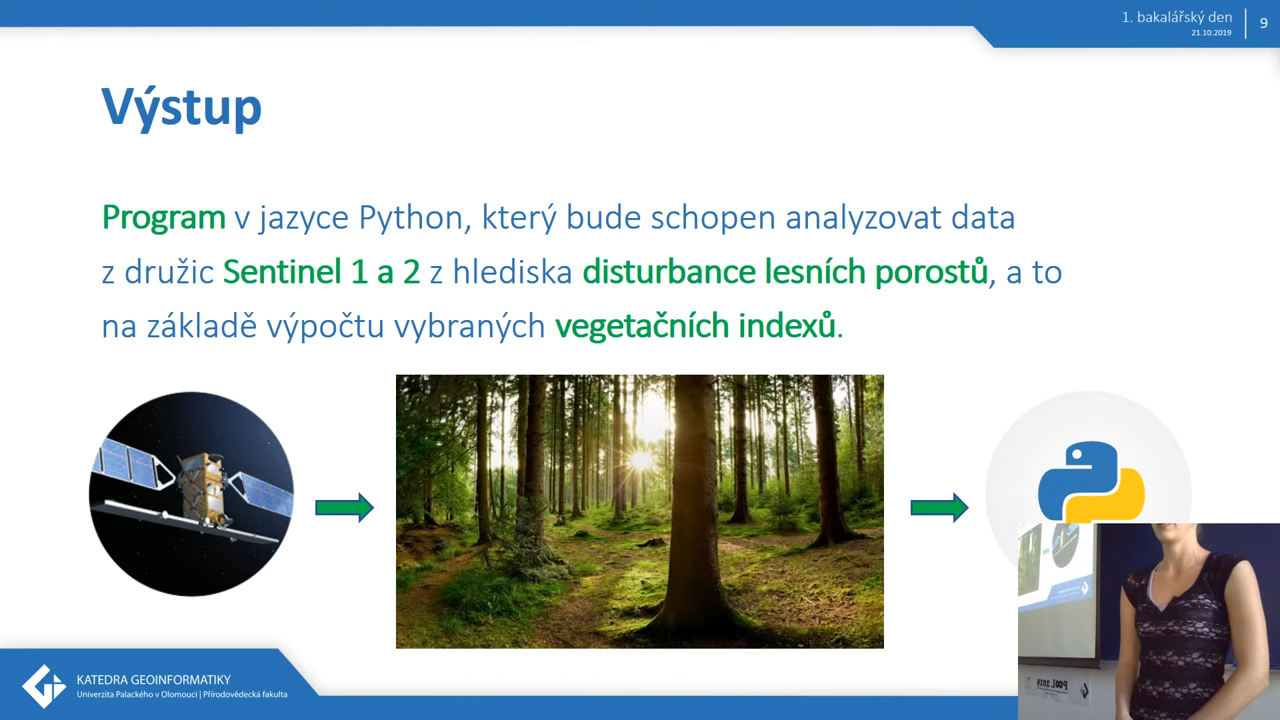 1. bakalářský den
9
21.10.2019
Výstup
Program v jazyce Python, který bude schopen analyzovat data
z družic Sentinel 1 a 2 z hlediska disturbance lesních porostů, a to
na základě výpočtu vybraných vegetačních indexů.
KATEDRA GEOINFORMATIKY
Univerzita Palackého v Olomouci | Přírodovědecká fakulta